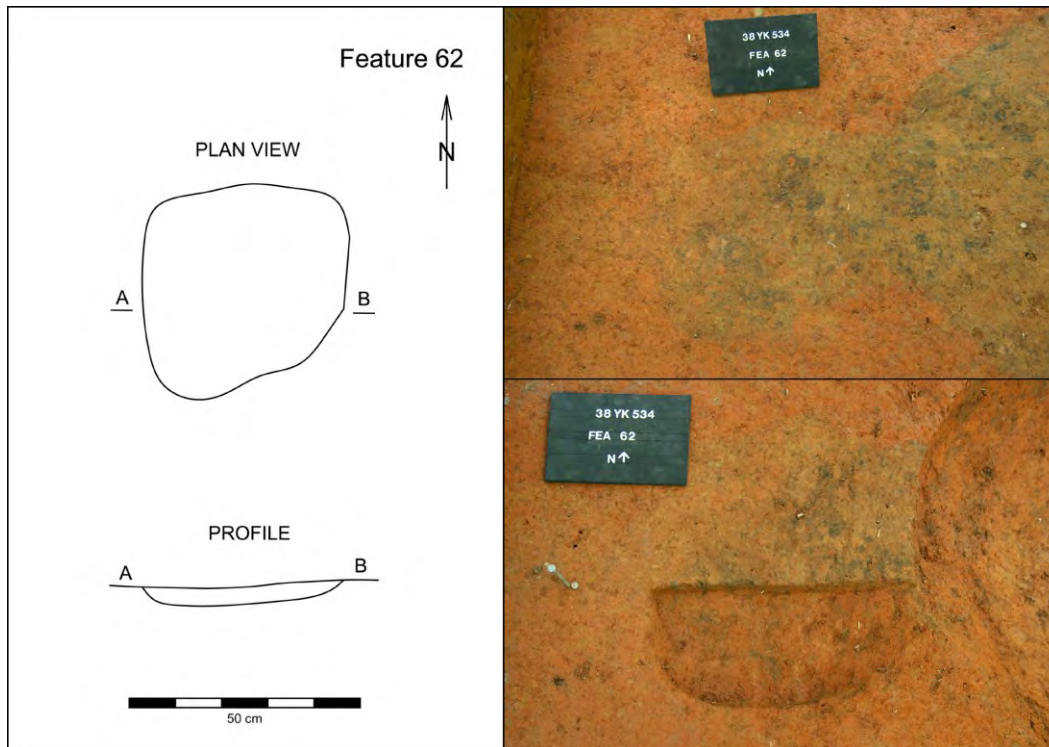 Feature 62
N
PLAN VIEW
A
B
PROFILE
A
B
50 cm
38 YK 534
FEA 62
N↑
38 YK 534
FEA 62
N↑